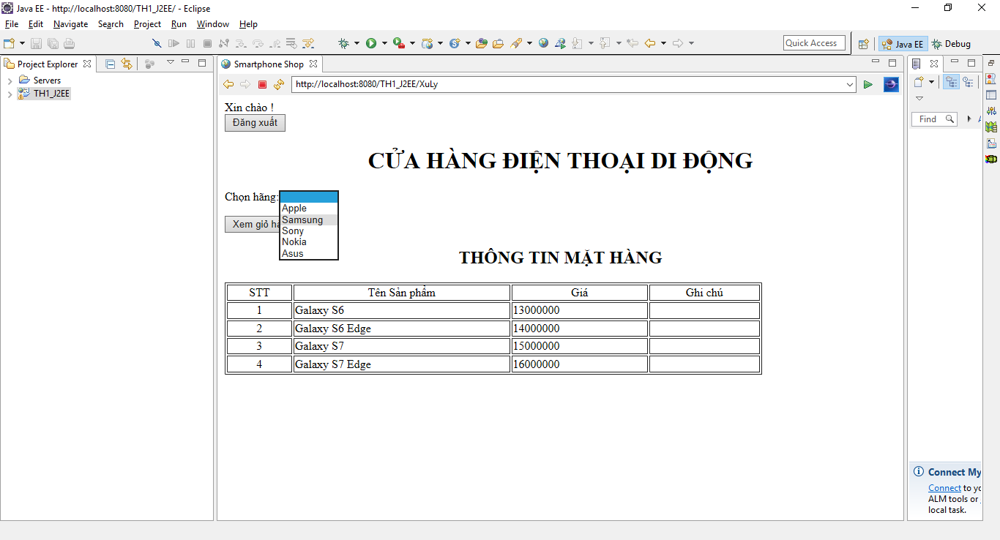 Java EE - http://localhost:8080/TH1_J2EE/ - Eclipse
File Edit Navigate Search Project Run Window Help
Quick Access
Java EE
Debug
Project Explorer
Servers
TH1_J2EE
Smartphone Shop
http://localhost:8080/TH1_J2EE/XuLy
Xin chào !
Đăng xuất
CỬA HÀNG ĐIỆN THOẠI DI ĐỘNG
Chọn hãng:
Apple
Samsung
Sony
Nokia
Asus
Xem giỏ
THÔNG TIN MẶT HÀNG
STT Tên Sản phẩm Giá Ghi chú
1 Galaxy S6 13000000
2 Galaxy S6 Edge 14000000
3 Galaxy S7 15000000
4 Galaxy S7 Edge 16000000
Find
Connect My
Connect to
ALM tools or
local task.